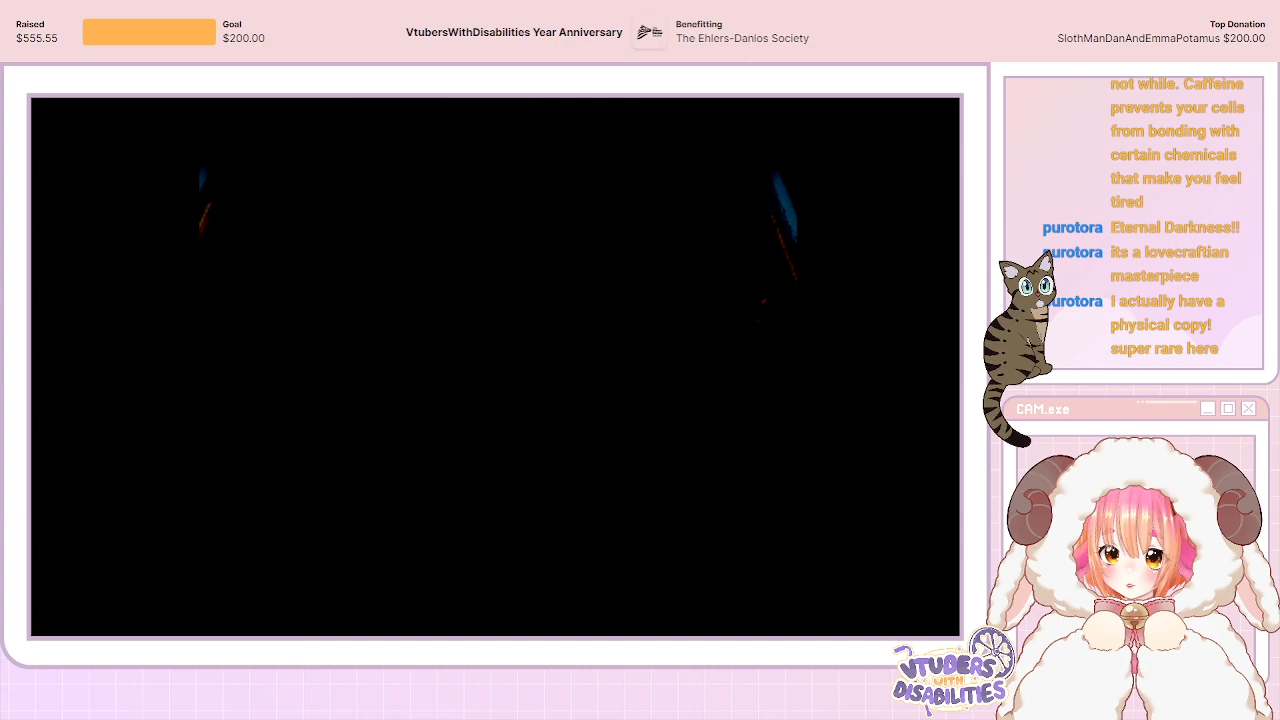 Raised
$555.55
Goal
$200.00
VtubersWithDisabilities Year Anniversary
Benefitting
The Ehlers-Danlos Society
Top Donation
SlothManDanAndEmmaPotamus $200.00
not while. Caffeine
prevents your cells
from bonding with
certain chemicals
that make you feel
tired
purotora Eternal Darkness!!
purotora its a lovecraftian
masterpiece
purotora I actually have a
physical copy!
super rare here
CAM.exe
VTUBERS
WITH
DISABILITIES